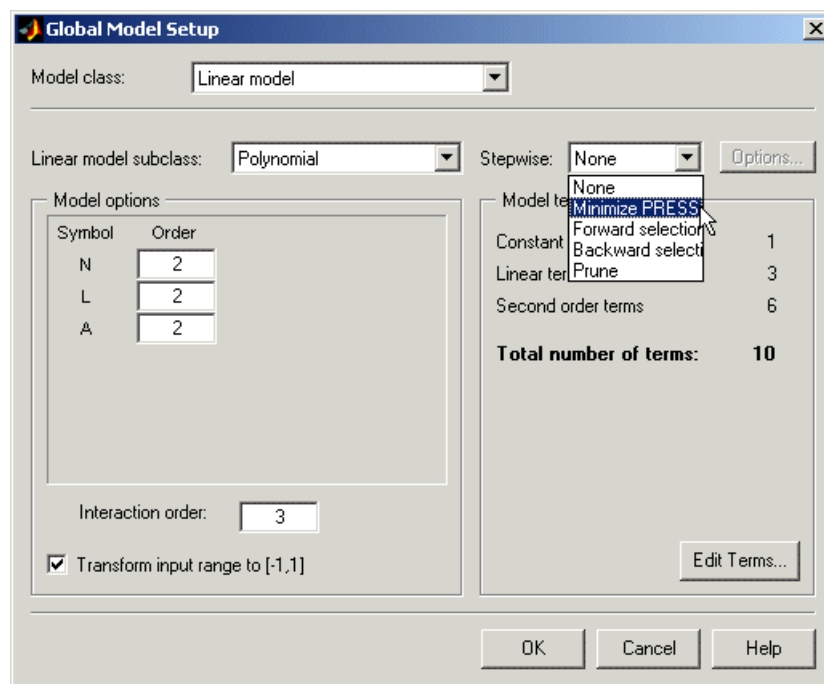 Global Model Setup
Model class: Linear model
Linear model subclass: Polynomial
Stepwise: None Options...
None
Minimize PRESS
Forward selection
Backward selecti
Prune
Model options
Symbol Order
N 2
L 2
A 2
Interaction order: 3
Transform input range to [-1,1]
Model te
Constant 1
Linear ter 3
Second order terms 6
Total number of terms: 10
Edit Terms...
OK Cancel Help